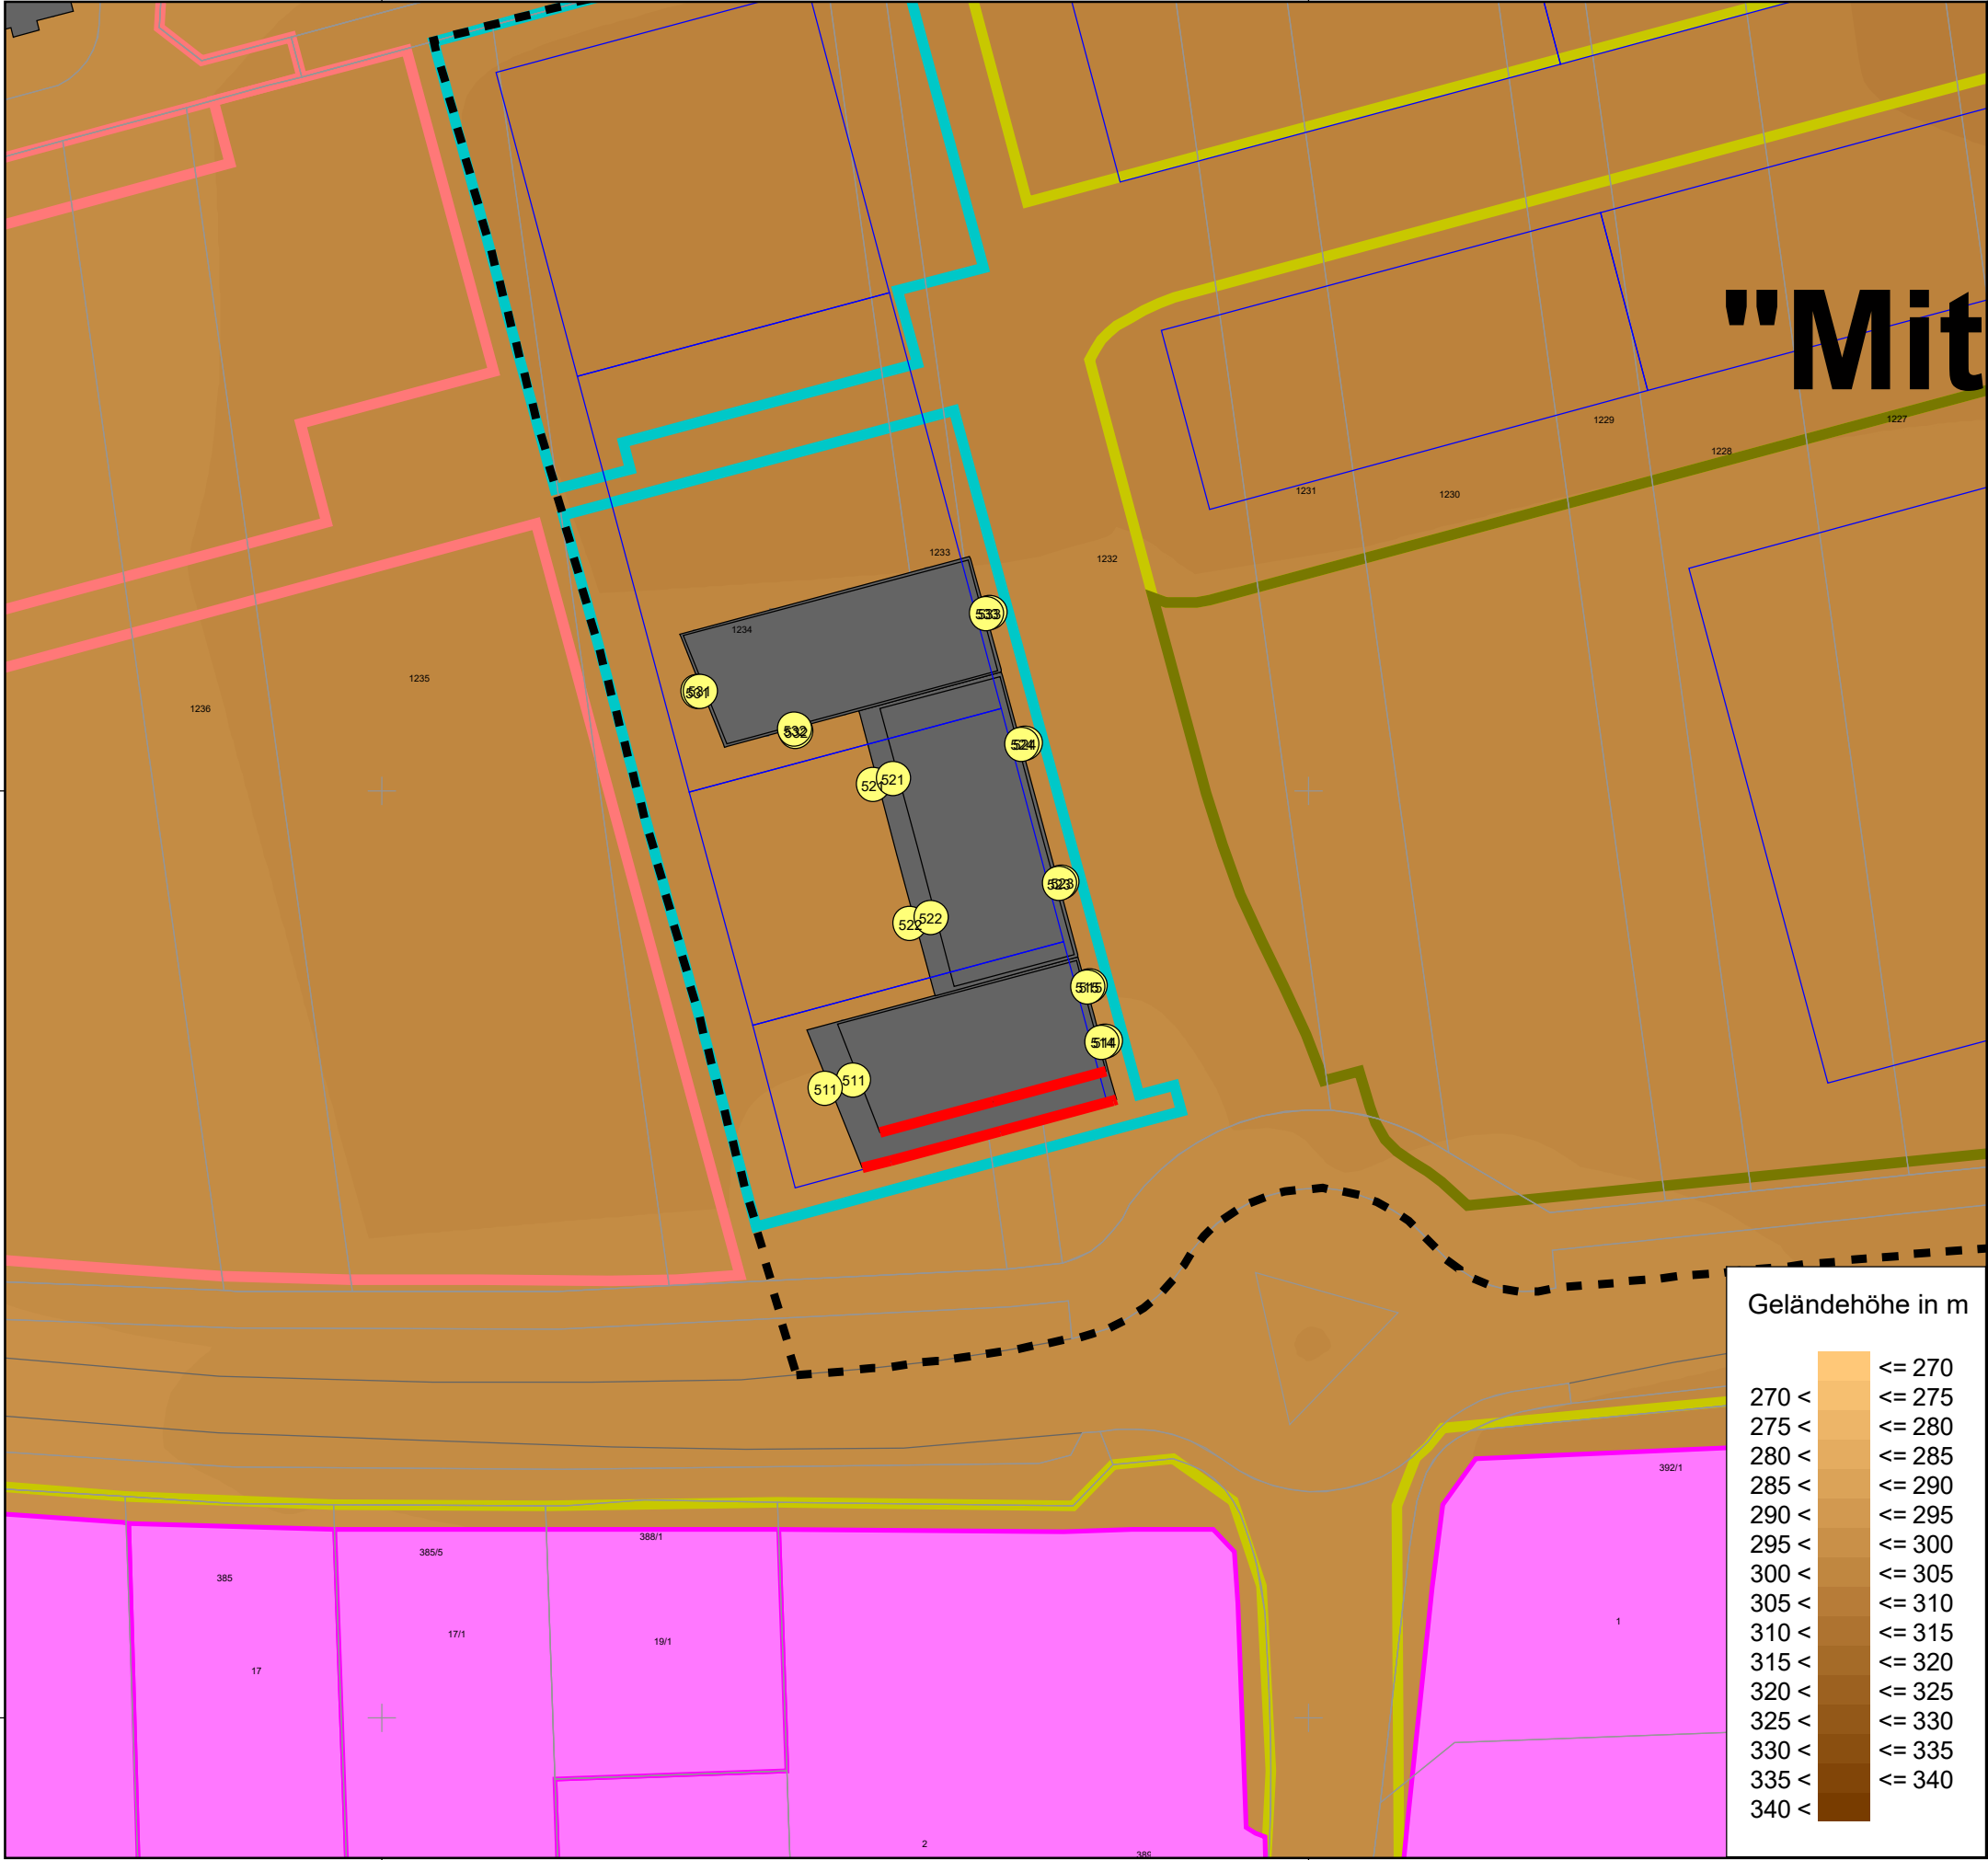 "Mit
1227
1229
1228
1231
1230
1233
1232
533
1234
1235
531
1236
532
524
521
521
523
522
522
515
514
511
511
Geländehöhe in m
<= 270
270 < <= 275
275 < <= 280
280 < <= 285
285 < <= 290
290 < <= 295
295 < <= 300
300 < <= 305
305 < <= 310
310 < <= 315
315 < <= 320
320 < <= 325
325 < <= 330
330 < <= 335
335 < <= 340
340 <
392/1
388/1
385/5
385
1
17/1
19/1
17
2